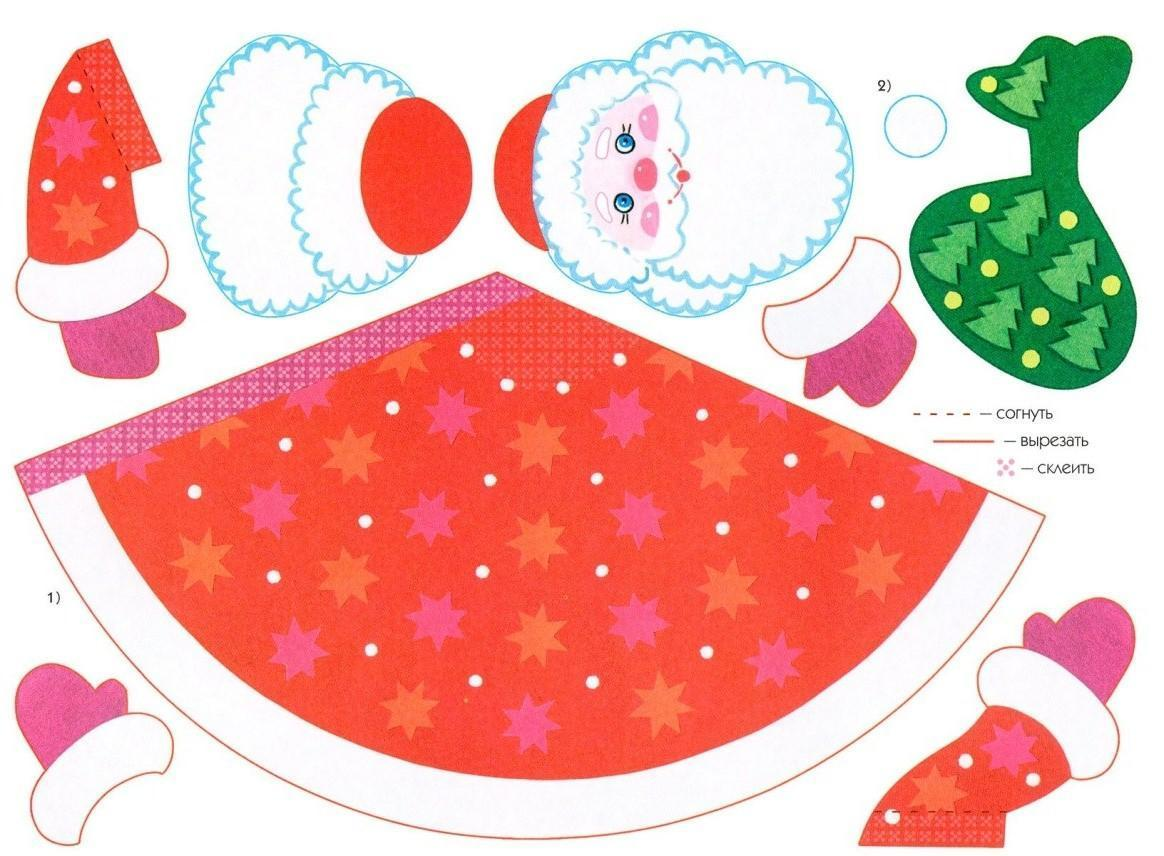 2)
– согнуть
– вырезать
– склеить
1)